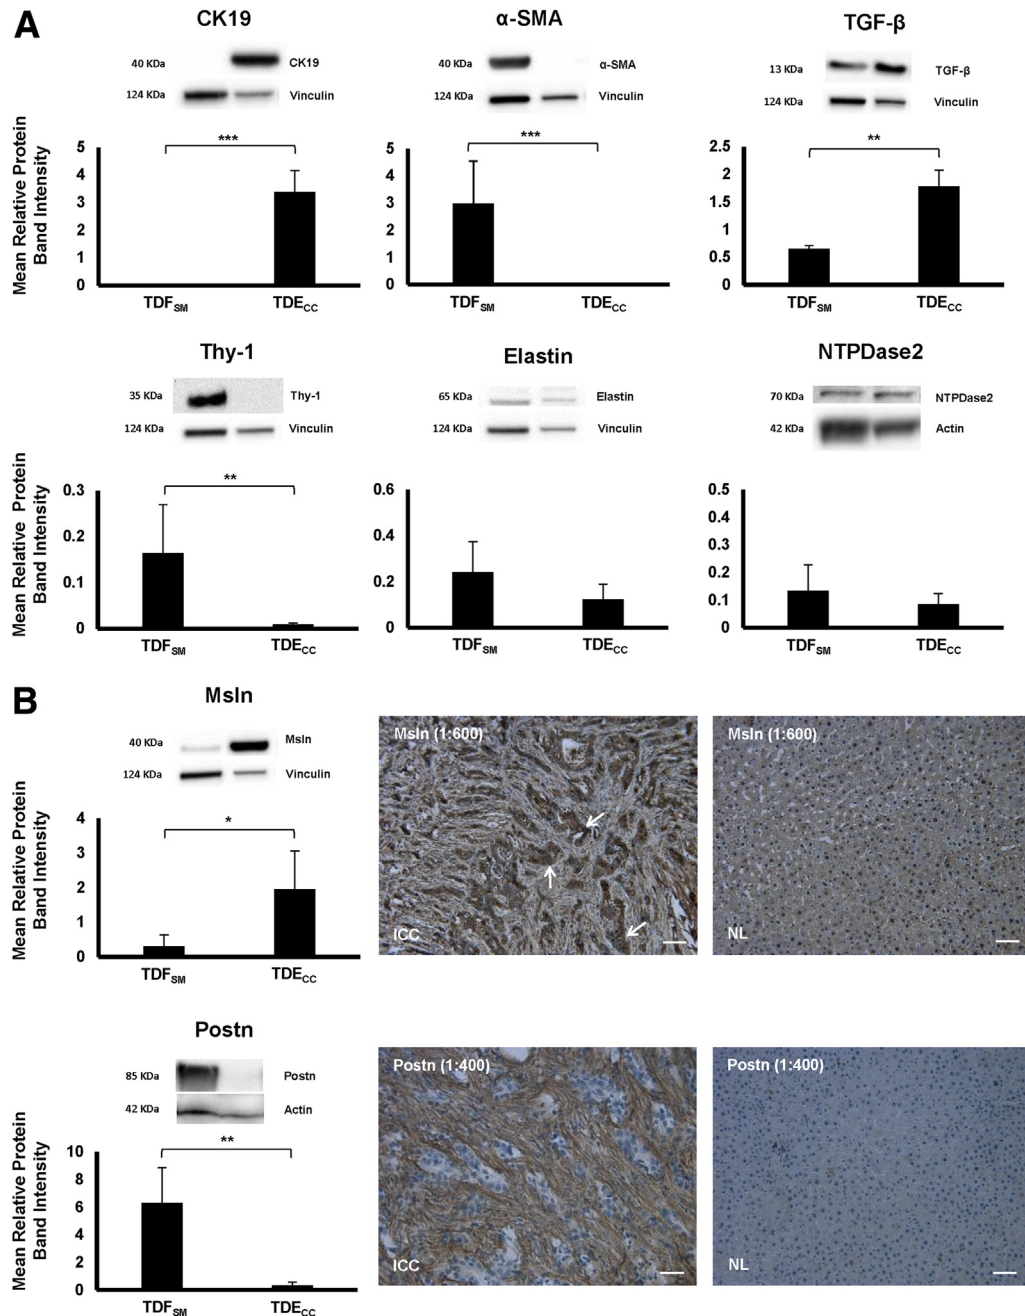 A
CK19
α-SMA
TGF-β
40 KDa
CK19
124 KDa
Vinculin
40 KDa
α-SMA
124 KDa
Vinculin
13 KDa
TGF-β
124 KDa
Vinculin
Mean Relative Protein
Band Intensity
5
4
3
2
1
0
***
TDFSM
TDECC
5
4
3
2
1
0
***
TDFSM
TDECC
2.5
2
1.5
1
0.5
0
**
TDFSM
TDECC
Thy-1
Elastin
NTPDase2
35 KDa
Thy-1
124 KDa
Vinculin
65 KDa
Elastin
124 KDa
Vinculin
70 KDa
NTPDase2
42 KDa
Actin
Mean Relative Protein
Band Intensity
0.3
0.2
0.1
0
**
TDFSM
TDECC
0.6
0.4
0.2
0
TDFSM
TDECC
0.5
0.4
0.3
0.2
0.1
0
TDFSM
TDECC
B
Msln
40 KDa
Msln
124 KDa
Vinculin
Mean Relative Protein
Band Intensity
4
3
2
1
0
*
TDFSM
TDECC
Msln (1:600)
ICC
Msln (1:600)
NL
Postn
85 KDa
Postn
42 KDa
Actin
Mean Relative Protein
Band Intensity
10
8
6
4
2
0
**
TDFSM
TDECC
Postn (1:400)
ICC
Postn (1:400)
NL